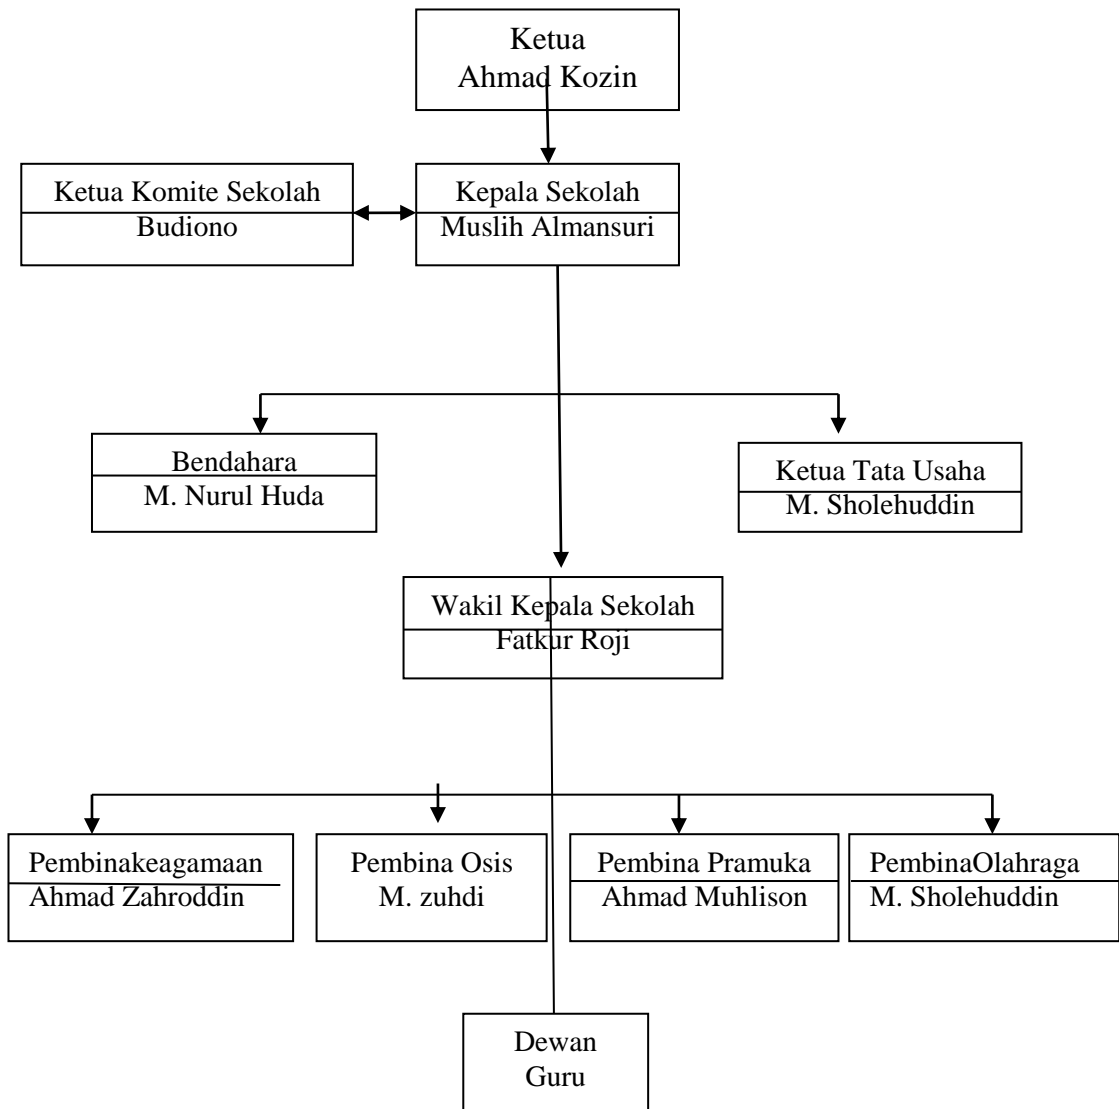 Ketua
Ahmad Kozin
Ketua Komite Sekolah
Budiono
Kepala Sekolah
Muslih Almansuri
Bendahara
M. Nurul Huda
Ketua Tata Usaha
M. Sholehuddin
Wakil Kepala Sekolah
Fatkur Roji
Pembinakeagamaan
Ahmad Zahroddin
Pembina Osis
M. zuhdi
Pembina Pramuka
Ahmad Muhlison
PembinaOlahraga
M. Sholehuddin
Dewan
Guru